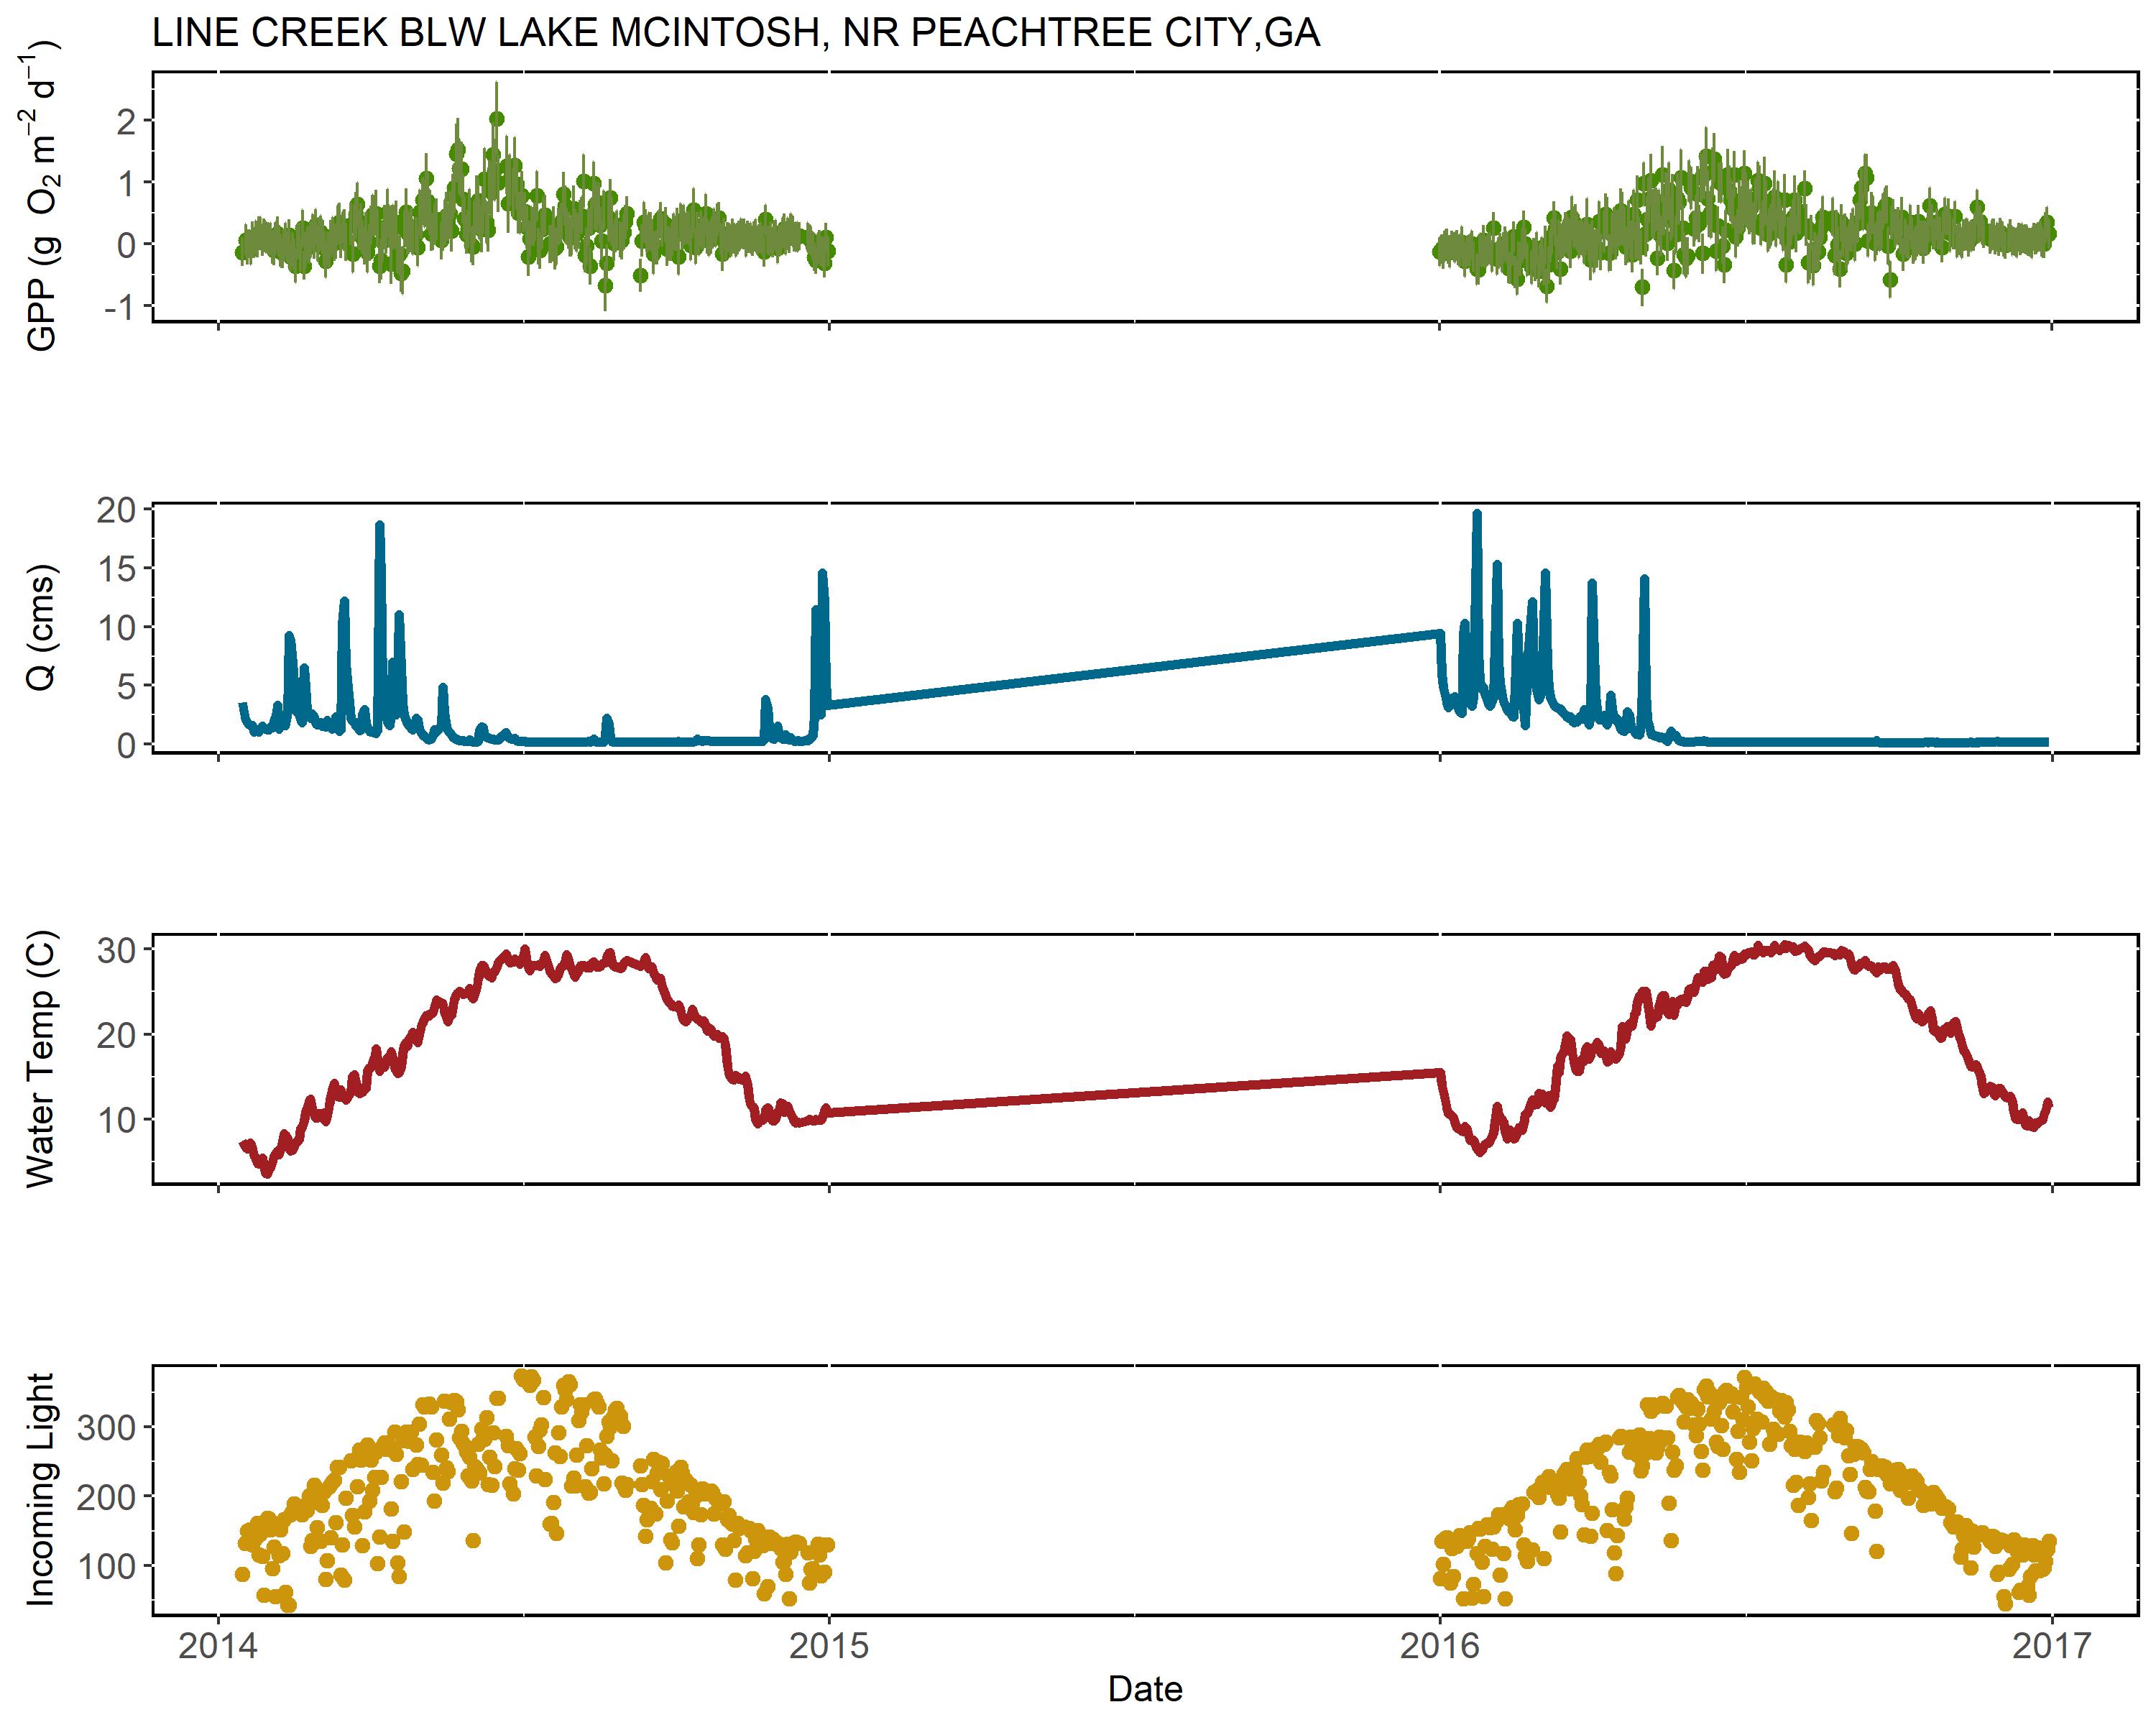 LINE CREEK BLW LAKE MCINTOSH, NR PEACHTREE CITY,GA
GPP (g O₂ m⁻² d⁻¹)
2
1
0
-1
Q (cms)
20
15
10
5
0
Water Temp (C)
30
20
10
Incoming Light
300
200
100
2014 2015 2016 2017
Date